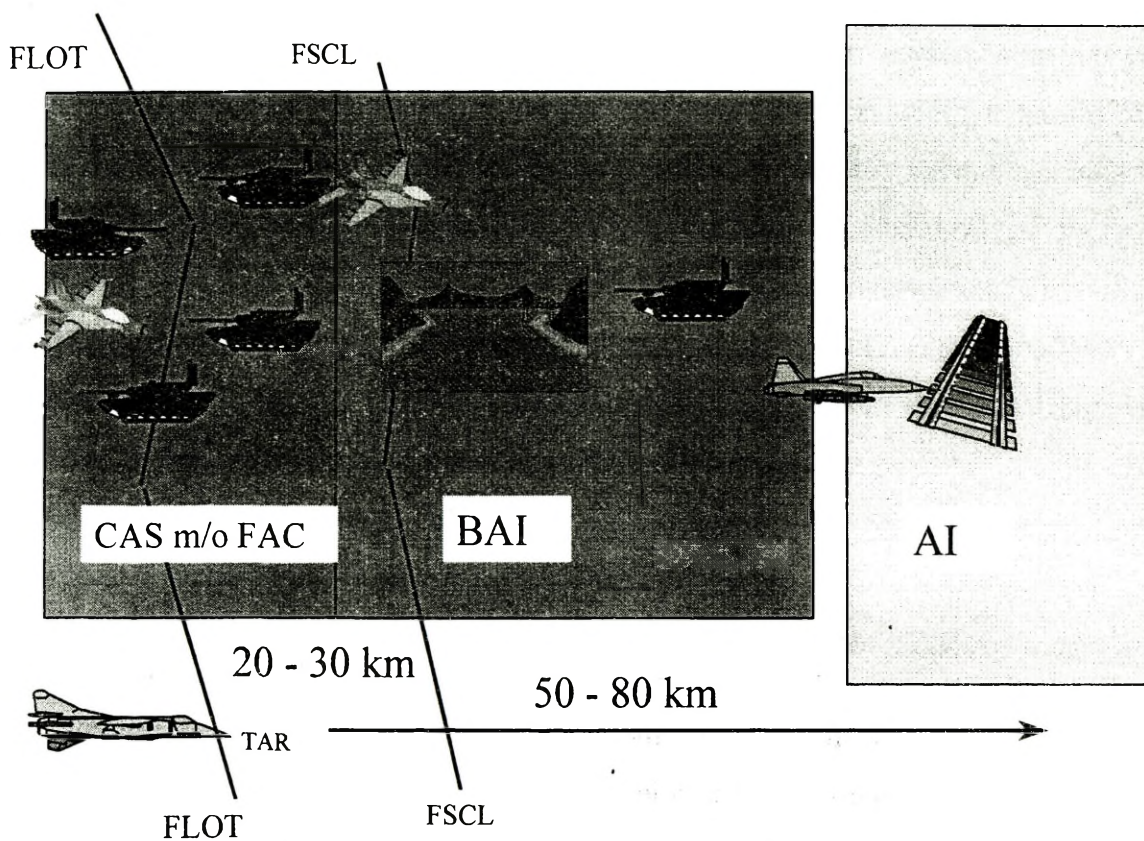 FLOT
FSCL
CAS m/o FAC
BAI
AI
20 - 30 km
50 - 80 km
TAR
FLOT
FSCL